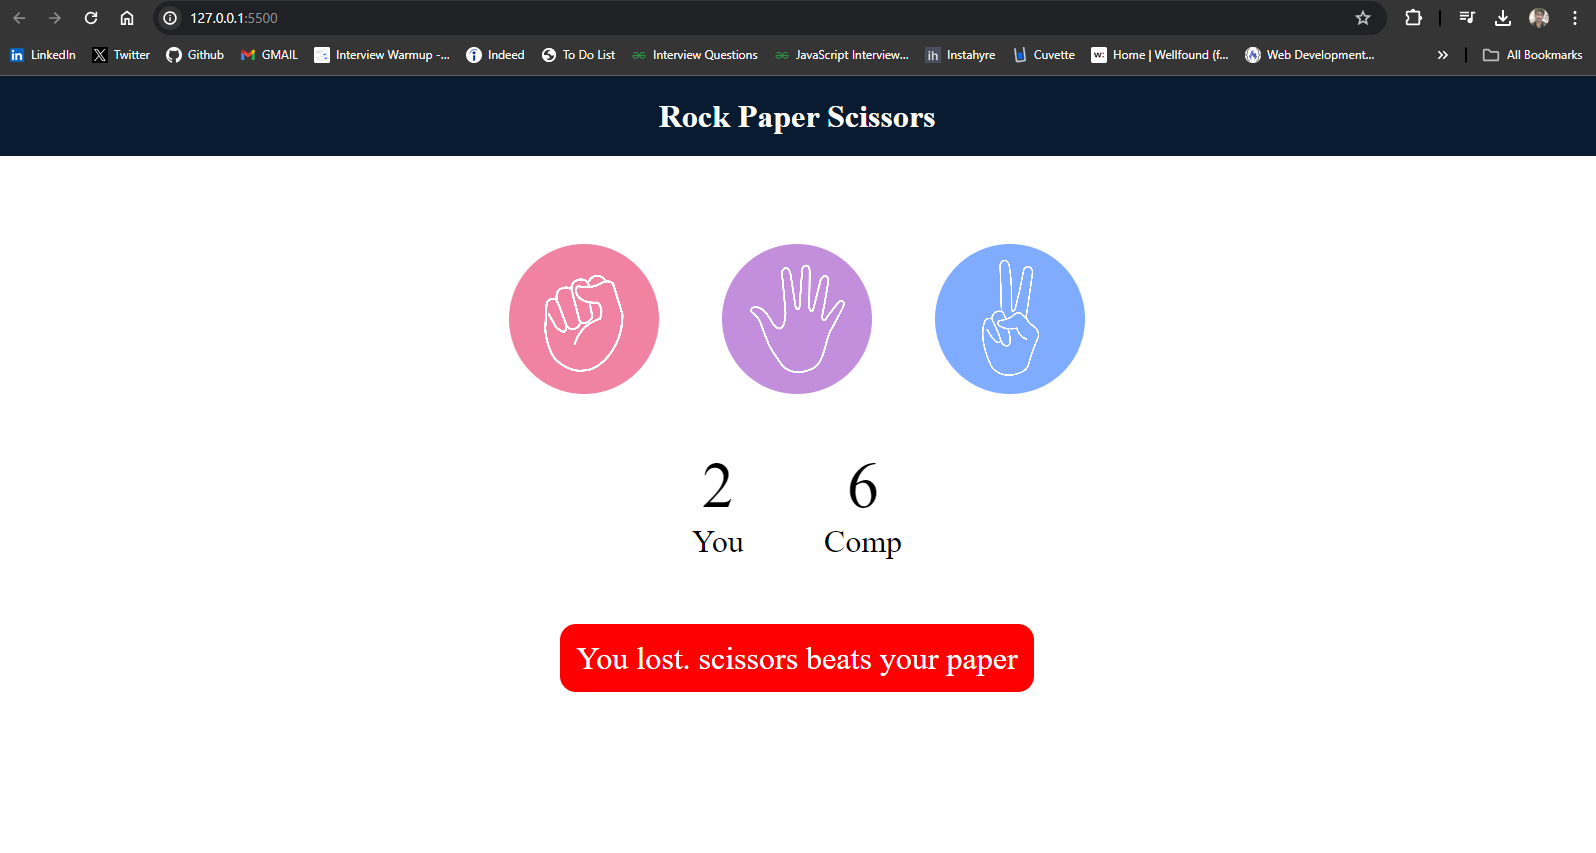 127.0.0.1:5500
LinkedIn Twitter Github GMAIL Interview Warmup -... Indeed To Do List Interview Questions JavaScript Interview... ih Instahyre Cuvette W: Home | Wellfound (f... Web Development... » All Bookmarks
Rock Paper Scissors
2 6
You Comp
You lost. scissors beats your paper